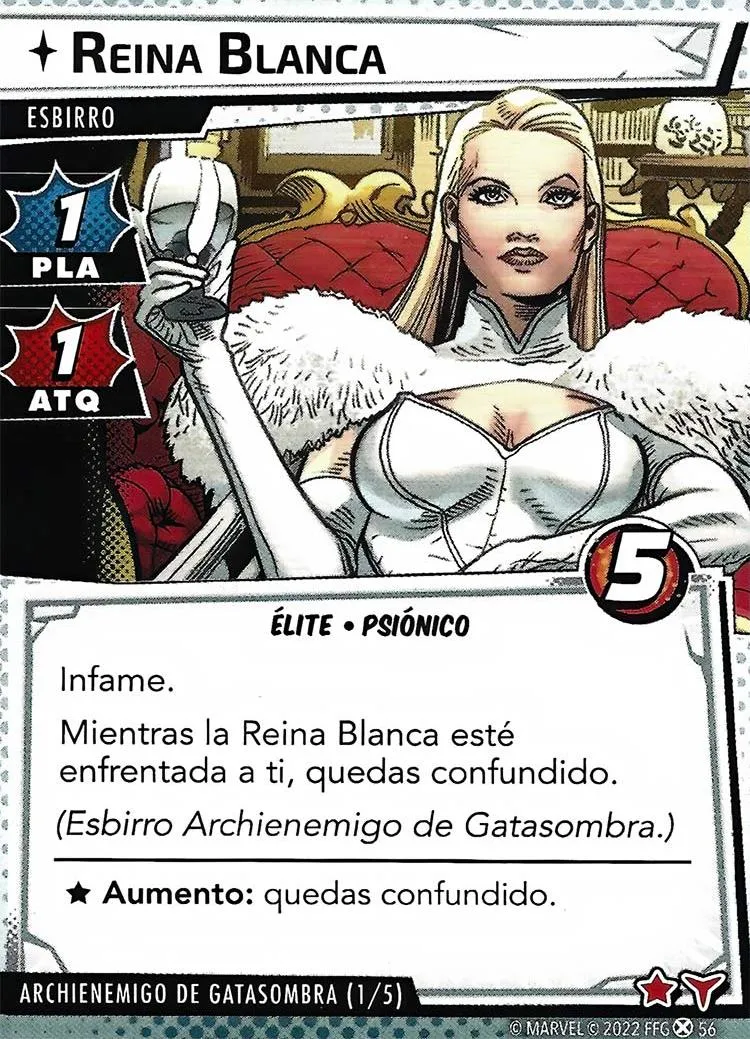 REINA BLANCA
ESBIRRO
1
PLA
1
ATQ
5
ÉLITE • PSIÓNICO
Infame.
Mientras la Reina Blanca esté
enfrentada a ti, quedas confundido.
(Esbirro Archienemigo de Gatasombra.)
★ Aumento: quedas confundido.
ARCHIENEMIGO DE GATASOMBRA (1/5)
© MARVEL © 2022 FFG 56